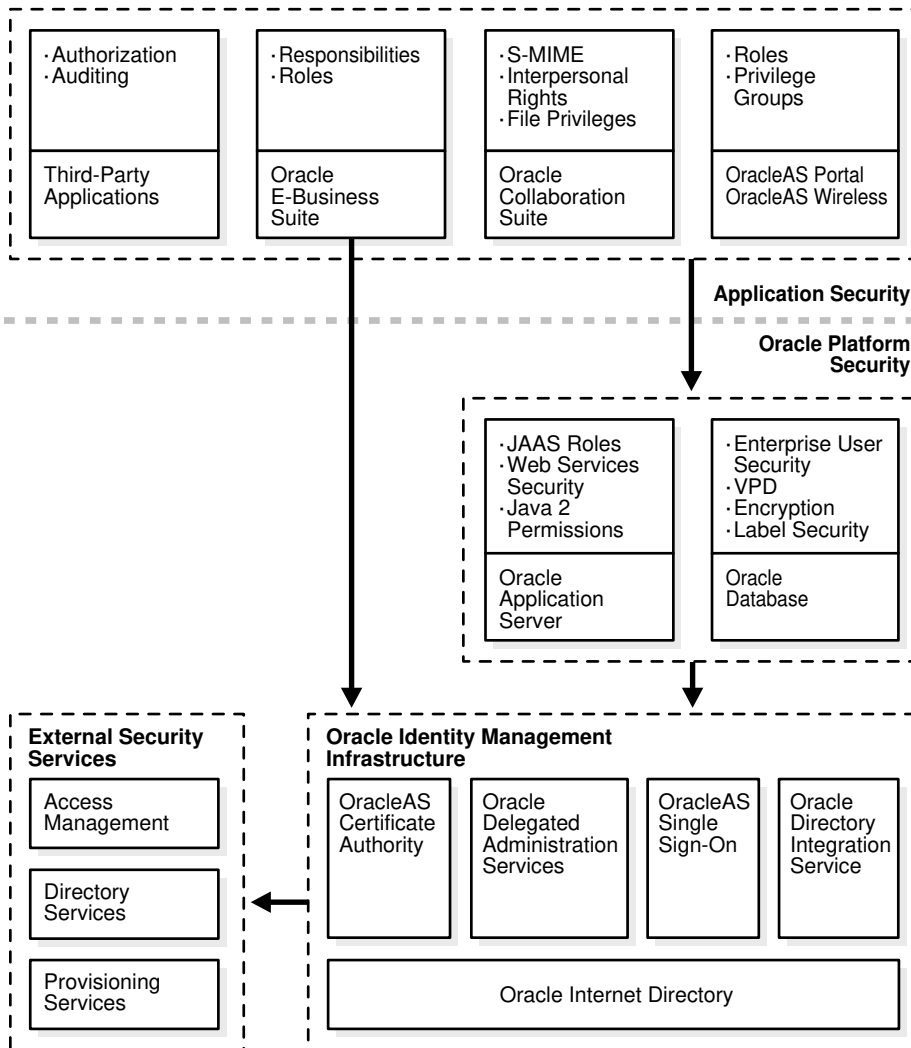 · Authorization
· Auditing
Third-Party
Applications
· Responsibilities
· Roles
Oracle
E-Business
Suite
· S-MIME
· Interpersonal
Rights
· File Privileges
Oracle
Collaboration
Suite
· Roles
· Privilege
Groups
OracleAS Portal
OracleAS Wireless
Application Security
Oracle Platform
Security
· JAAS Roles
· Web Services
Security
· Java 2
Permissions
Oracle
Application
Server
· Enterprise User
Security
· VPD
· Encryption
· Label Security
Oracle
Database
External Security
Services
Access
Management
Directory
Services
Provisioning
Services
Oracle Identity Management
Infrastructure
OracleAS
Certificate
Authority
Oracle
Delegated
Administration
Services
OracleAS
Single
Sign-On
Oracle
Directory
Integration
Service
Oracle Internet Directory